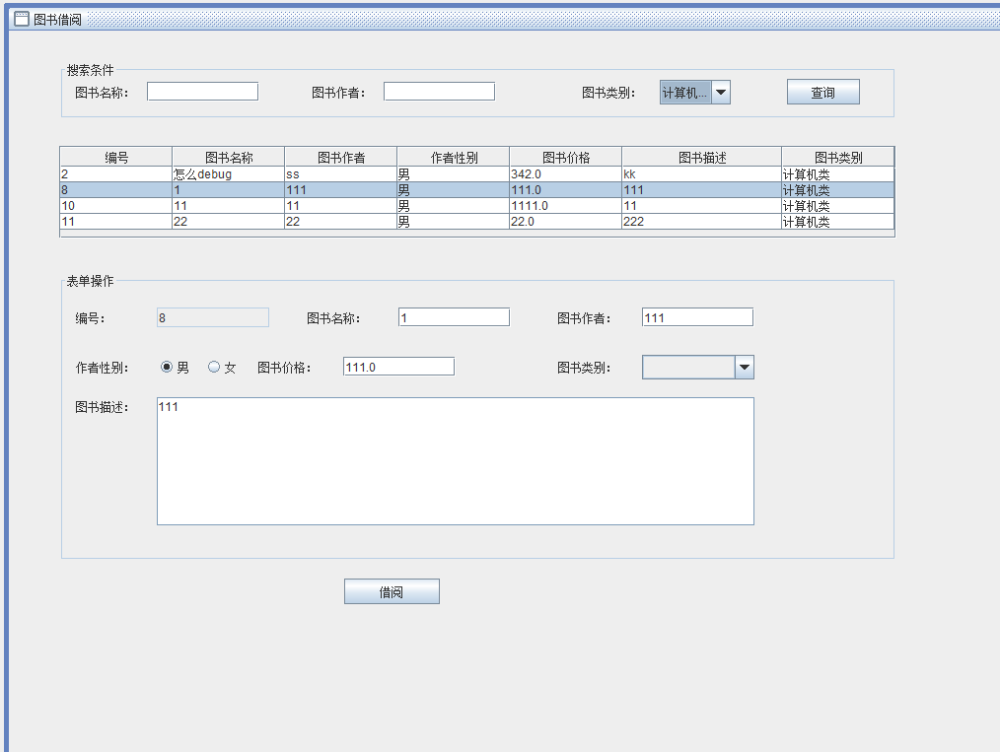 图书借阅
搜索条件
图书名称: 图书作者: 图书类别: 计算机... 查询
编号 图书名称 图书作者 作者性别 图书价格 图书描述 图书类别
2 怎么debug ss 男 342.0 kk 计算机类
8 1 111 男 111.0 111 计算机类
10 11 11 男 1111.0 11 计算机类
11 22 22 男 22.0 222 计算机类
表单操作
编号: 8 图书名称: 1 图书作者: 111
作者性别: 男 女 图书价格: 111.0 图书类别:
图书描述: 111
借阅